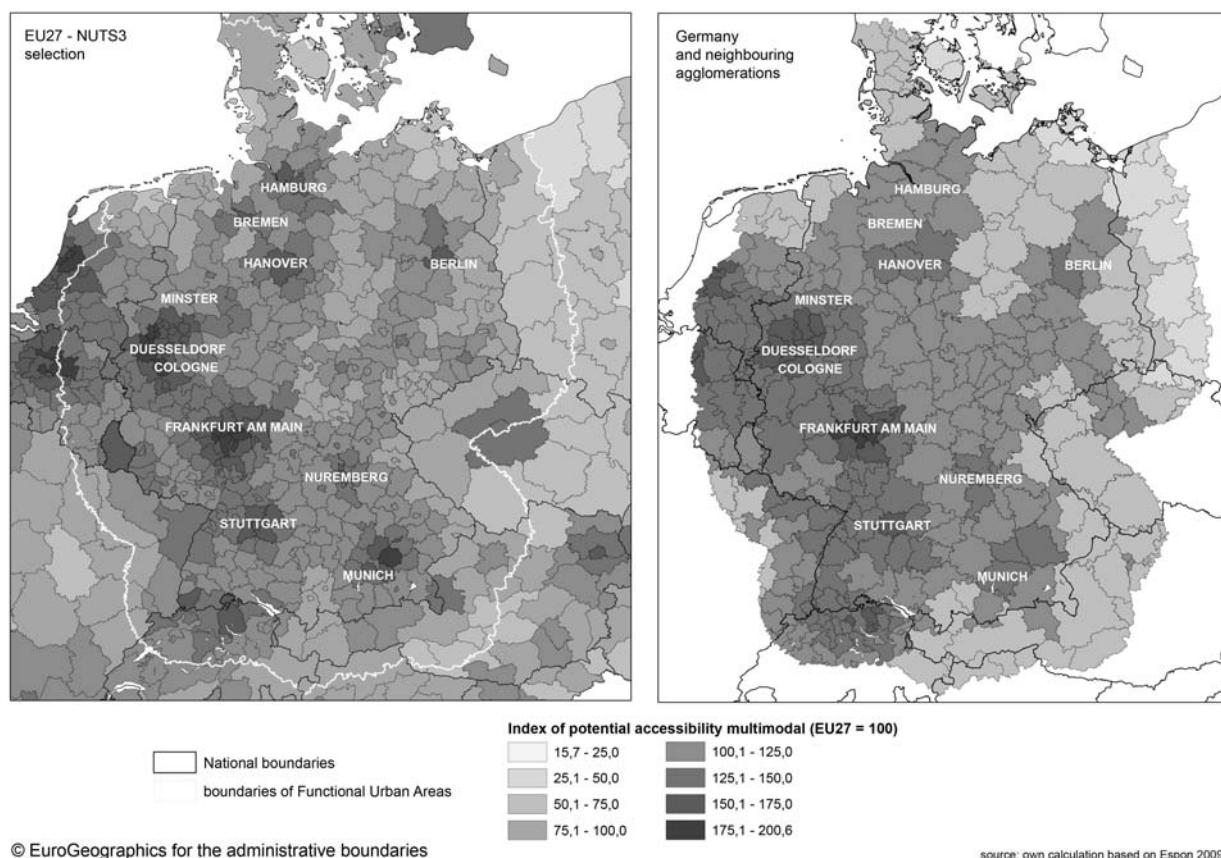 EU27 - NUTS3
selection
HAMBURG
BREMEN
HANOVER
BERLIN
MINSTER
DUESSELDORF
COLOGNE
FRANKFURT AM MAIN
NUREMBERG
STUTTGART
MUNICH
Germany
and neighbouring
agglomerations
HAMBURG
BREMEN
HANOVER
BERLIN
MINSTER
DUESSELDORF
COLOGNE
FRANKFURT AM MAIN
NUREMBERG
STUTTGART
MUNICH
Index of potential accessibility multimodal (EU27 = 100)
15,7 - 25,0
25,1 - 50,0
50,1 - 75,0
75,1 - 100,0
100,1 - 125,0
125,1 - 150,0
150,1 - 175,0
175,1 - 200,6
National boundaries
boundaries of Functional Urban Areas
© EuroGeographics for the administrative boundaries
source: own calculation based on Espon 2009